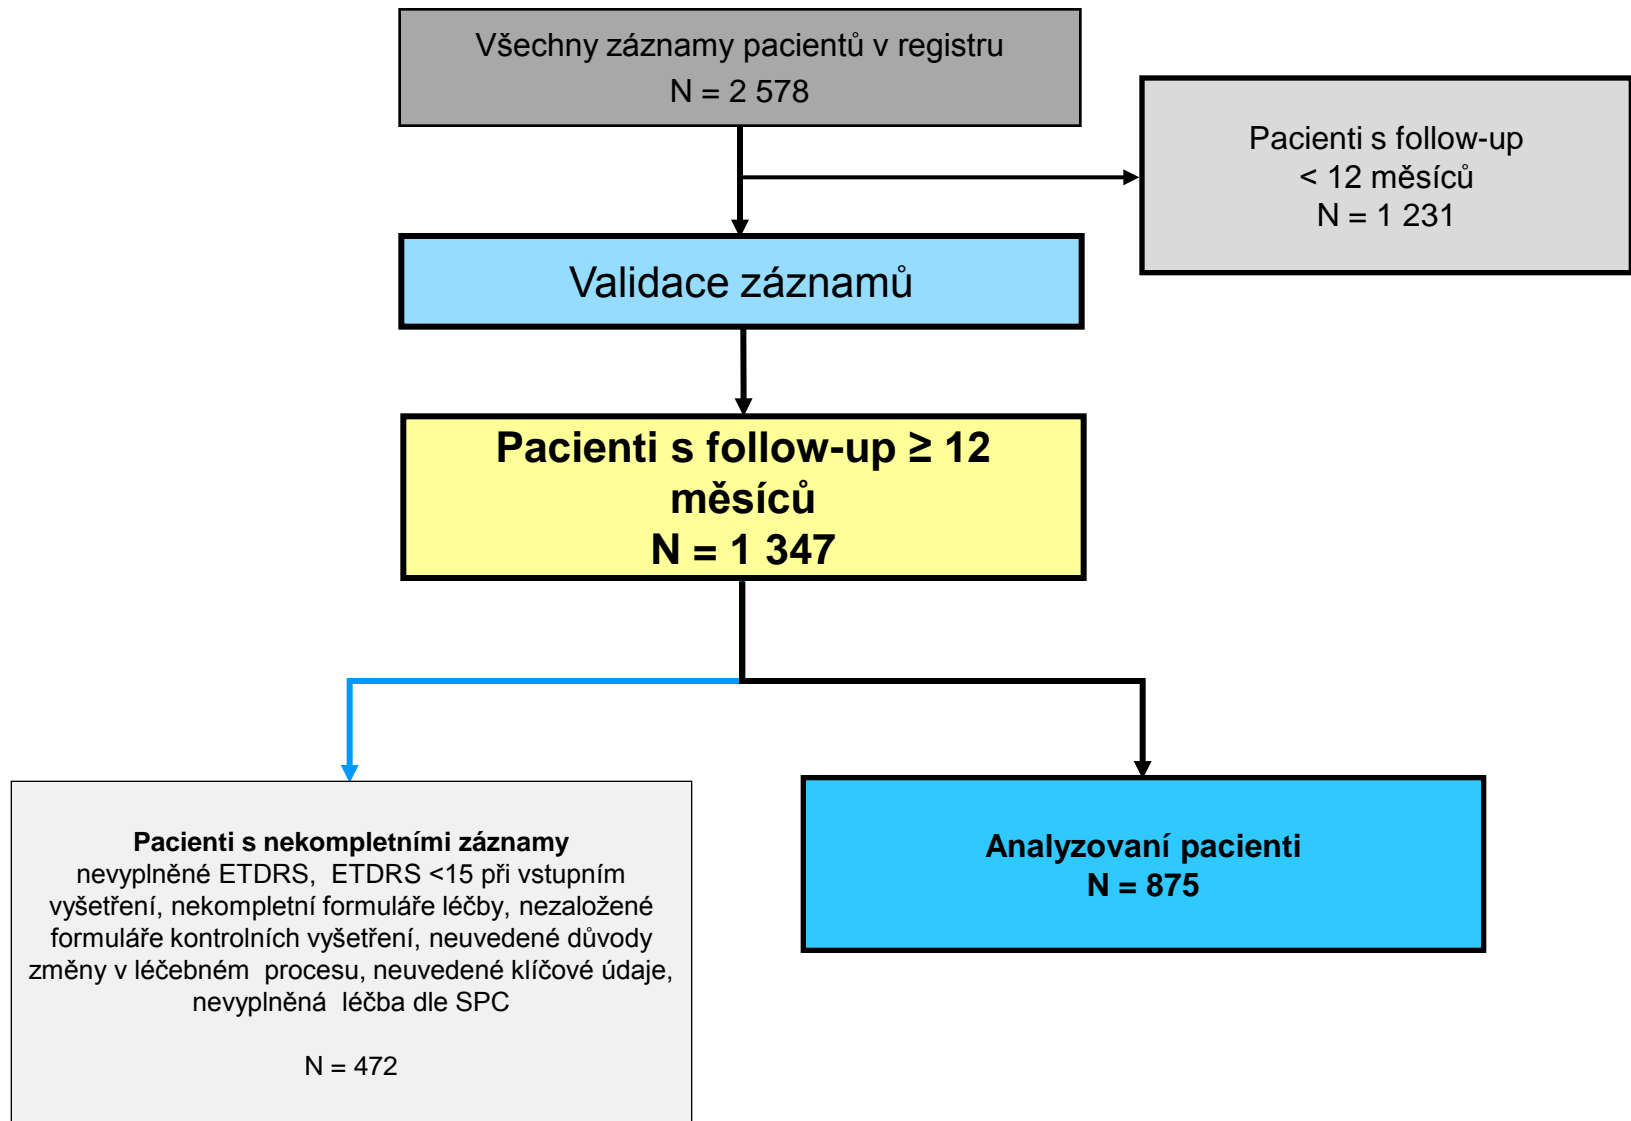 Všechny záznamy pacientů v registru
N = 2 578
Pacienti s follow-up
< 12 měsíců
N = 1 231
Validace záznamů
Pacienti s follow-up ≥ 12
měsíců
N = 1 347
Pacienti s nekompletními záznamy
nevyplněné ETDRS, ETDRS <15 při vstupním
vyšetření, nekompletní formuláře léčby, nezaložené
formuláře kontrolních vyšetření, neuvedené důvody
změny v léčebném procesu, neuvedené klíčové údaje,
nevyplněná léčba dle SPC
N = 472
Analyzovaní pacienti
N = 875